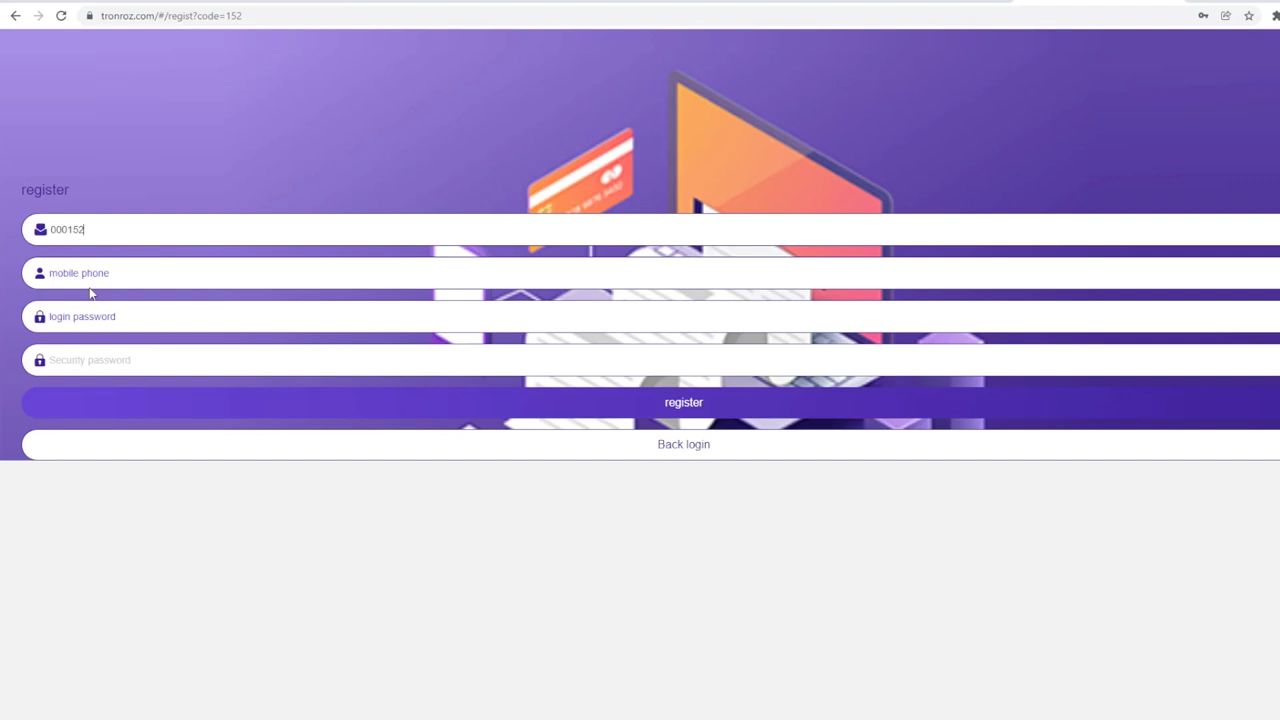 tronroz.com/#/regist?code=152
register
000152
mobile phone
login password
Security password
register
Back login